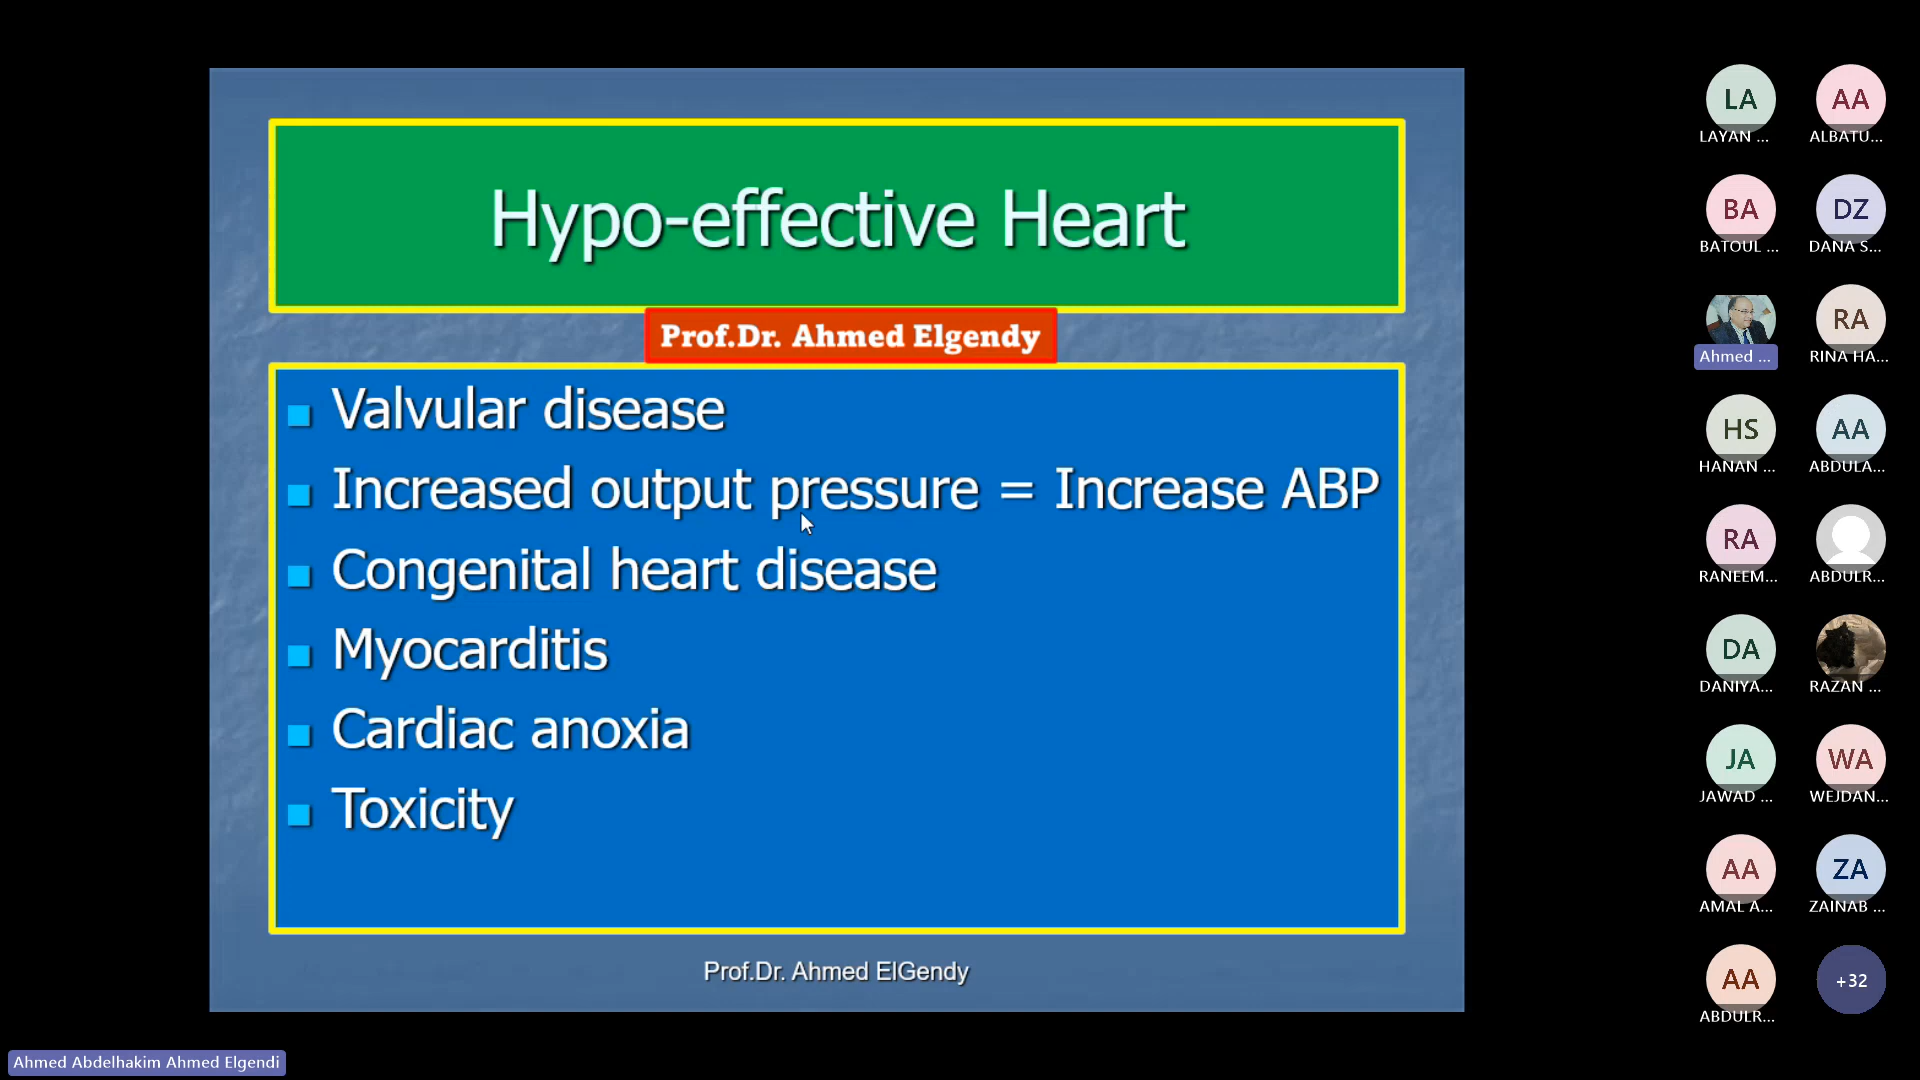 Hypo-effective Heart
Prof.Dr. Ahmed Elgendy
Valvular disease
Increased output pressure = Increase ABP
Congenital heart disease
Myocarditis
Cardiac anoxia
Toxicity
Prof.Dr. Ahmed ElGendy
Ahmed Abdelhakim Ahmed Elgendi
LA
LAYAN ...
AA
ALBATU...
BA
BATOUL ...
DZ
DANA S...
Ahmed ...
RA
RINA HA...
HS
HANAN ...
AA
ABDULA...
RA
RANEEM...
ABDULR...
DA
DANIYA...
RAZAN ...
JA
JAWAD ...
WA
WEJDAN...
AA
AMAL A...
ZA
ZAINAB ...
AA
ABDULR...
+32